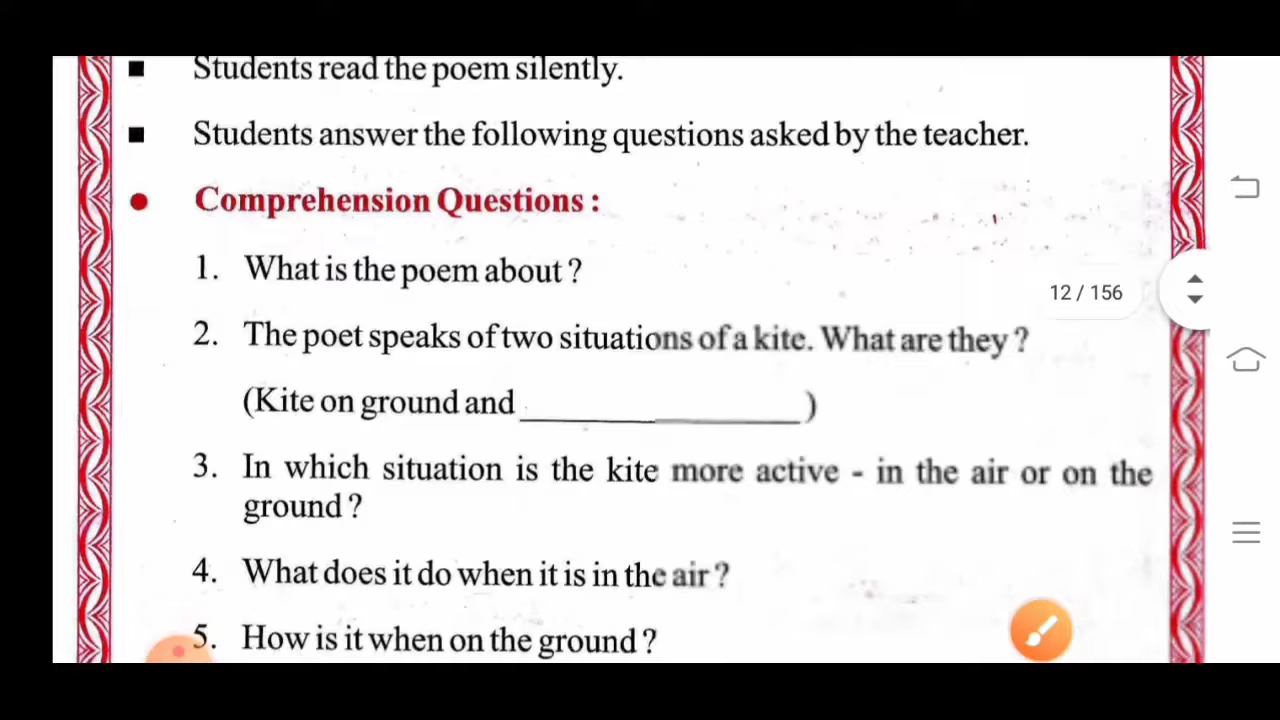 Students read the poem silently.
Students answer the following questions asked by the teacher.
Comprehension Questions :
1. What is the poem about ?
2. The poet speaks of two situations of a kite. What are they ?
(Kite on ground and ____________________)
3. In which situation is the kite more active - in the air or on the
ground ?
4. What does it do when it is in the air ?
5. How is it when on the ground ?
12 / 156